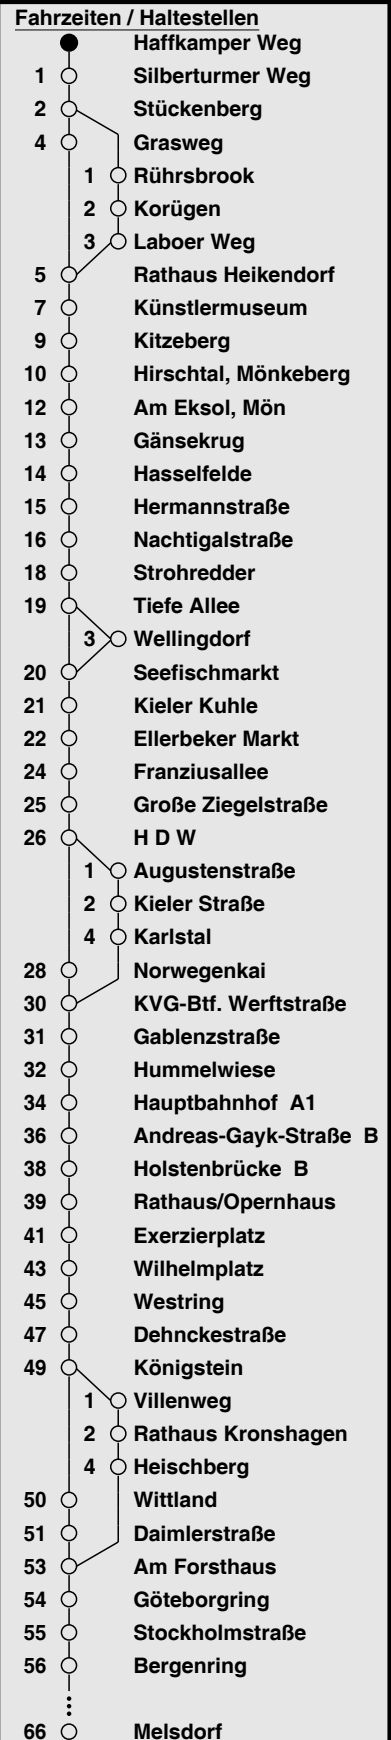 Fahrzeiten / Haltestellen
Haffkamper Weg
1 Silberturmer Weg
2 Stückenberg
4 Grasweg
1 Rührsbrook
2 Korügen
3 Laboer Weg
5 Rathaus Heikendorf
7 Künstlermuseum
9 Kitzeberg
10 Hirschtal, Mönkeberg
12 Am Eksol, Mön
13 Gänsekrug
14 Hasselfelde
15 Hermannstraße
16 Nachtigalstraße
18 Strohredder
19 Tiefe Allee
3 Wellingdorf
20 Seefischmarkt
21 Kieler Kuhle
22 Ellerbeker Markt
24 Franziusallee
25 Große Ziegelstraße
26 H D W
1 Augustenstraße
2 Kieler Straße
4 Karlstal
28 Norwegenkai
30 KVG-Btf. Werftstraße
31 Gablenzstraße
32 Hummelwiese
34 Hauptbahnhof A1
36 Andreas-Gayk-Straße B
38 Holstenbrücke B
39 Rathaus/Opernhaus
41 Exerzierplatz
43 Wilhelmplatz
45 Westring
47 Dehnckestraße
49 Königstein
1 Villenweg
2 Rathaus Kronshagen
4 Heischberg
50 Wittland
51 Daimlerstraße
53 Am Forsthaus
54 Göteborgring
55 Stockholmstraße
56 Bergenring
66 Melsdorf